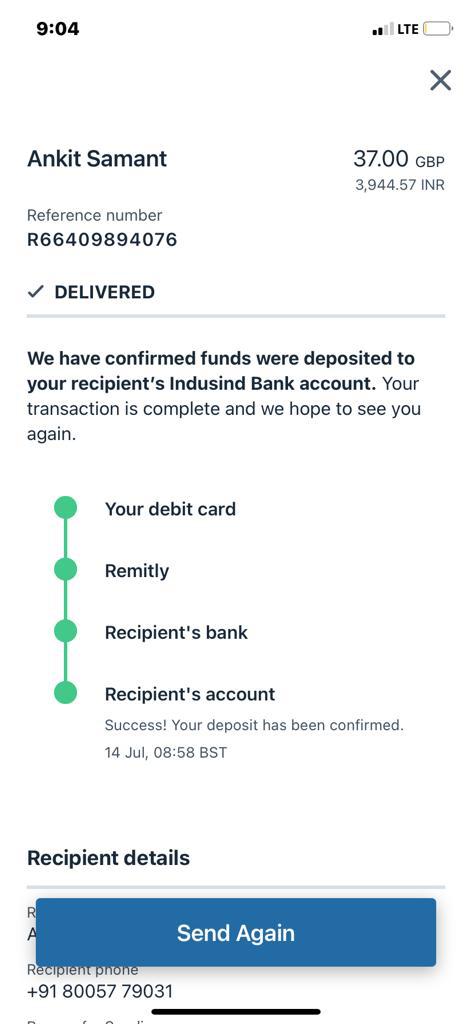 9:04
LTE
Ankit Samant
37.00 GBP
3,944.57 INR
Reference number
R66409894076
DELIVERED
We have confirmed funds were deposited to
your recipient's Indusind Bank account. Your
transaction is complete and we hope to see you
again.
Your debit card
Remitly
Recipient's bank
Recipient's account
Success! Your deposit has been confirmed.
14 Jul, 08:58 BST
Recipient details
Send Again
Recipient phone
+91 80057 79031